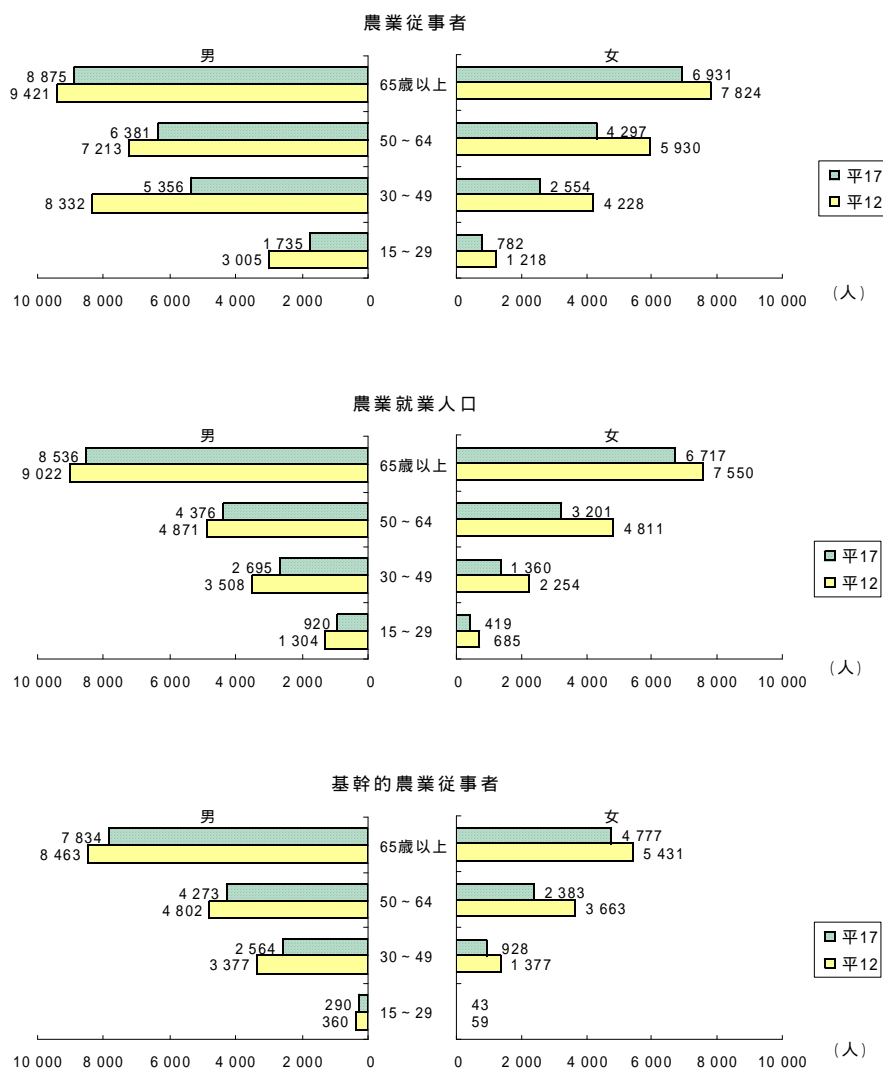 農業従事者
男 女
8 875 65歳以上 6 931
9 421 7 824
6 381 50~64 4 297
7 213 5 930
5 356 30~49 2 554
8 332 4 228
1 735 15~29 782
3 005 1 218
平17
平12
10 000 8 000 6 000 4 000 2 000 0 0 2 000 4 000 6 000 8 000 10 000 (人)
農業就業人口
男 女
8 536 65歳以上 6 717
9 022 7 550
4 376 50~64 3 201
4 871 4 811
2 695 30~49 1 360
3 508 2 254
920 15~29 419
1 304 685
平17
平12
10 000 8 000 6 000 4 000 2 000 0 0 2 000 4 000 6 000 8 000 10 000 (人)
基幹的農業従事者
男 女
7 834 65歳以上 4 777
8 463 5 431
4 273 50~64 2 383
4 802 3 663
2 564 30~49 928
3 377 1 377
290 15~29 43
360 59
平17
平12
10 000 8 000 6 000 4 000 2 000 0 0 2 000 4 000 6 000 8 000 10 000 (人)